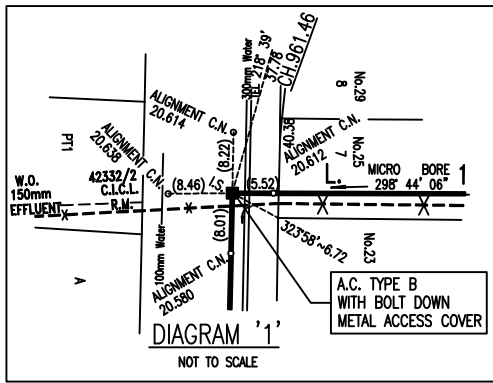 CH.961.46
37.78
218° 39'
TEL
300mm Water
No.29
8
ALIGNMENT C.N.
20.614
(8.22)
40.38
ALIGNMENT C.N.
20.612
No.25
7
PT1
ALIGNMENT C.N.
20.638
W.O.
150mm
EFFLUENT
42332/2
C.I.C.L.
R.M.
(8.46)
I.S.
(5.52)
L.
MICRO BORE 1
298° 44' 06"
(8.01)
323°58'~6.72
No.23
100mm Water
A
ALIGNMENT C.N.
20.580
A.C. TYPE B
WITH BOLT DOWN
METAL ACCESS COVER
DIAGRAM '1'
NOT TO SCALE